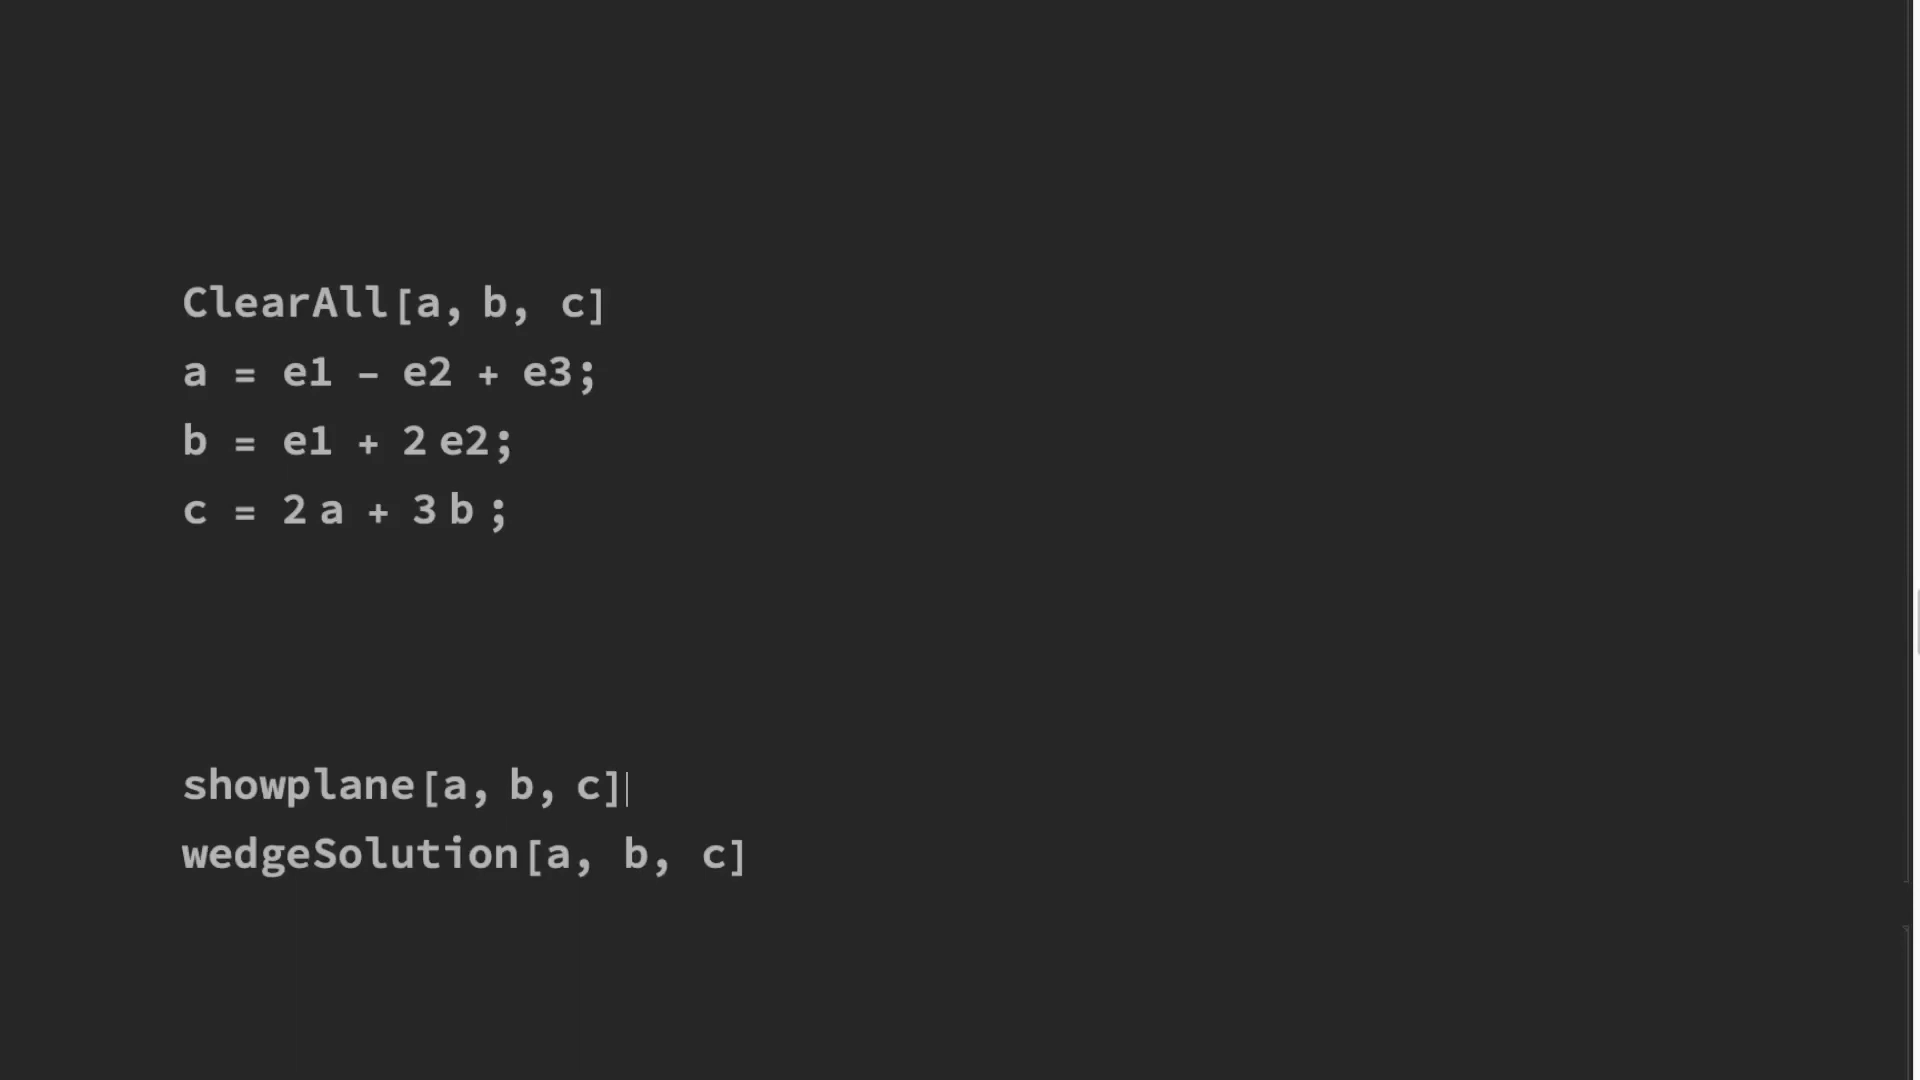 ClearAll[a, b, c]
a = e1 – e2 + e3;
b = e1 + 2 e2;
c = 2 a + 3 b ;
showplane[a, b, c]
wedgeSolution[a, b, c]